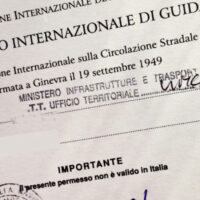 INTERNAZIONALE
O INTERNAZIONALE DI GUIDA
ne Internazionale sulla Circolazione Stradale
rmata a Ginevra il 19 settembre 1949
MINISTERO INFRASTRUTTURE E TRASPORT
.T.T. UFFICIO TERRITORIALE
IMPORTANTE
Il presente permesso non è valido in Italia